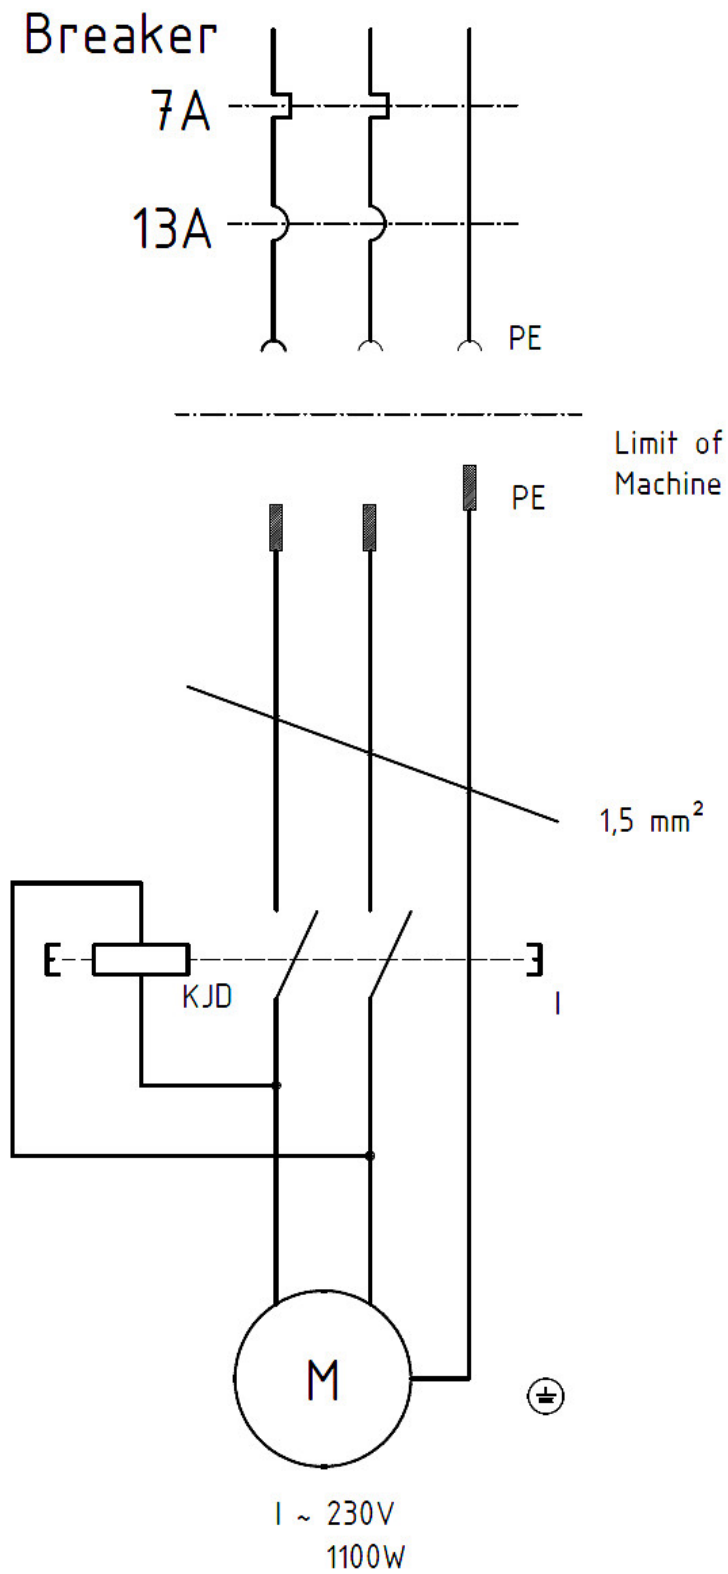 Breaker
7A
13A
PE
Limit of
Machine
PE
1,5 mm²
KJD
I
M
I ~ 230V
1100W